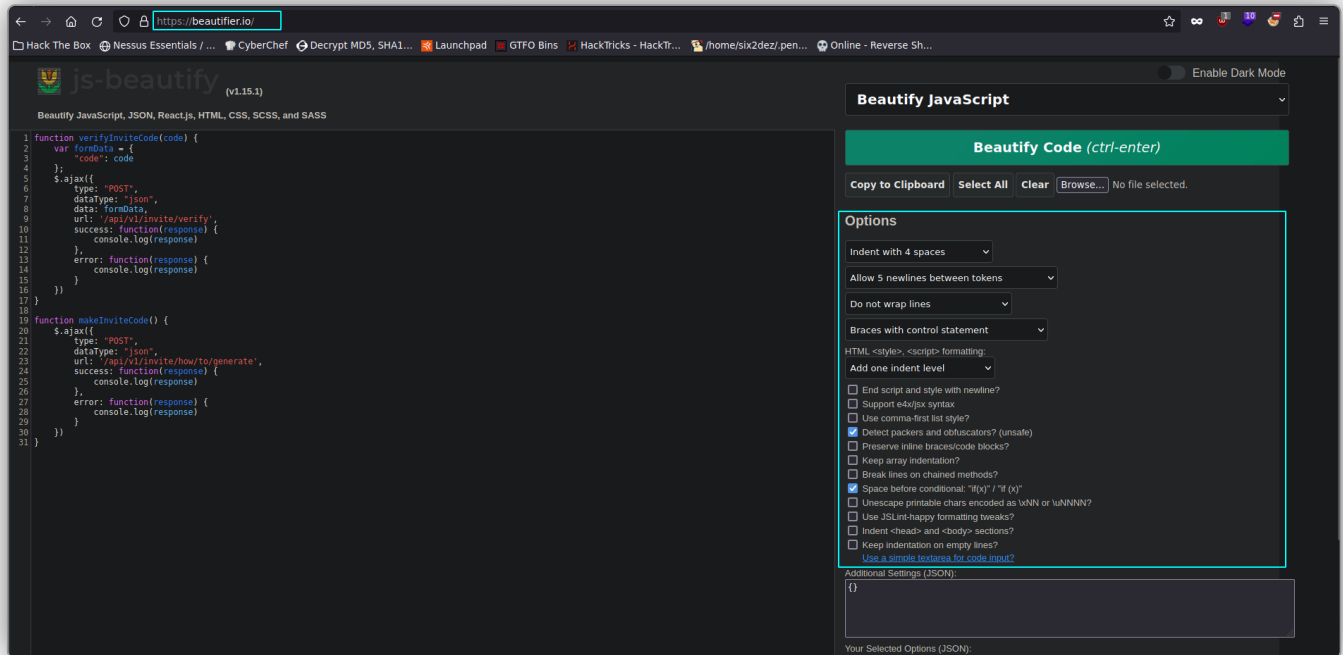 https://beautifier.io/
1
10
Hack The Box
Nessus Essentials / ...
CyberChef
Decrypt MD5, SHA1...
Launchpad
GTFO Bins
HackTricks - HackTr...
/home/six2dez/.pen...
Online - Reverse Sh...
js-beautify (v1.15.1)
Enable Dark Mode
Beautify JavaScript, JSON, React.js, HTML, CSS, SCSS, and SASS
1 function verifyInviteCode(code) {
2     var formData = {
3         "code": code
4     };
5     $.ajax({
6         type: "POST",
7         dataType: "json",
8         data: formData,
9         url: '/api/v1/invite/verify',
10         success: function(response) {
11             console.log(response)
12         },
13         error: function(response) {
14             console.log(response)
15         }
16     })
17 }
18
19 function makeInviteCode() {
20     $.ajax({
21         type: "POST",
22         dataType: "json",
23         url: '/api/v1/invite/how/to/generate',
24         success: function(response) {
25             console.log(response)
26         },
27         error: function(response) {
28             console.log(response)
29         }
30     })
31 }
Beautify JavaScript
Beautify Code (ctrl-enter)
Copy to Clipboard
Select All
Clear
Browse... No file selected.
Options
Indent with 4 spaces
Allow 5 newlines between tokens
Do not wrap lines
Braces with control statement
HTML <style>, <script> formatting:
Add one indent level
End script and style with newline?
Support e4x/jsx syntax
Use comma-first list style?
Detect packers and obfuscators? (unsafe)
Preserve inline braces/code blocks?
Keep array indentation?
Break lines on chained methods?
Space before conditional: "if(x)" / "if (x)"
Unescape printable chars encoded as \xNN or \uNNNN?
Use JSLint-happy formatting tweaks?
Indent <head> and <body> sections?
Keep indentation on empty lines?
Use a simple textarea for code input?
Additional Settings (JSON):
{}
Your Selected Options (JSON):